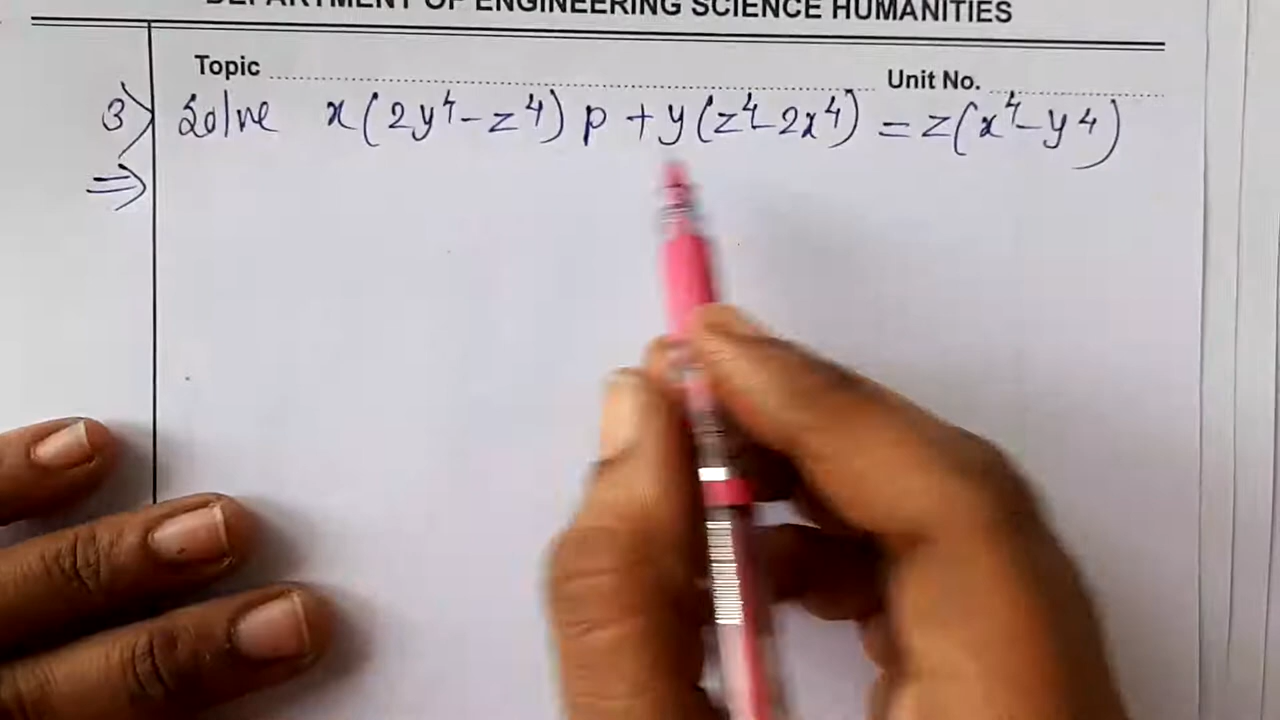 DEPARTMENT OF ENGINEERING SCIENCE HUMANITIES
Topic Unit No.
3) Solve x(2y⁴-z⁴)p + y(z⁴-2x⁴) = z(x⁴-y⁴)
⇒